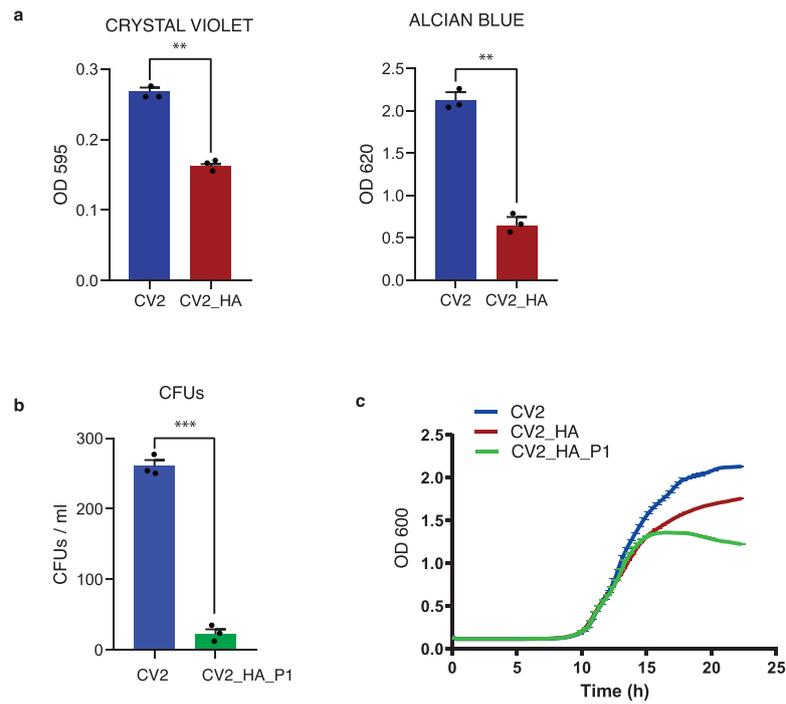 a
CRYSTAL VIOLET
**
0.3
0.2
0.1
0.0
OD 595
CV2 CV2_HA
ALCIAN BLUE
**
2.5
2.0
1.5
1.0
0.5
0.0
OD 620
CV2 CV2_HA
b
CFUs
***
300
200
100
0
CFUs / ml
CV2 CV2_HA_P1
c
CV2
CV2_HA
CV2_HA_P1
2.5
2.0
1.5
1.0
0.5
0.0
OD 600
0 5 10 15 20 25
Time (h)